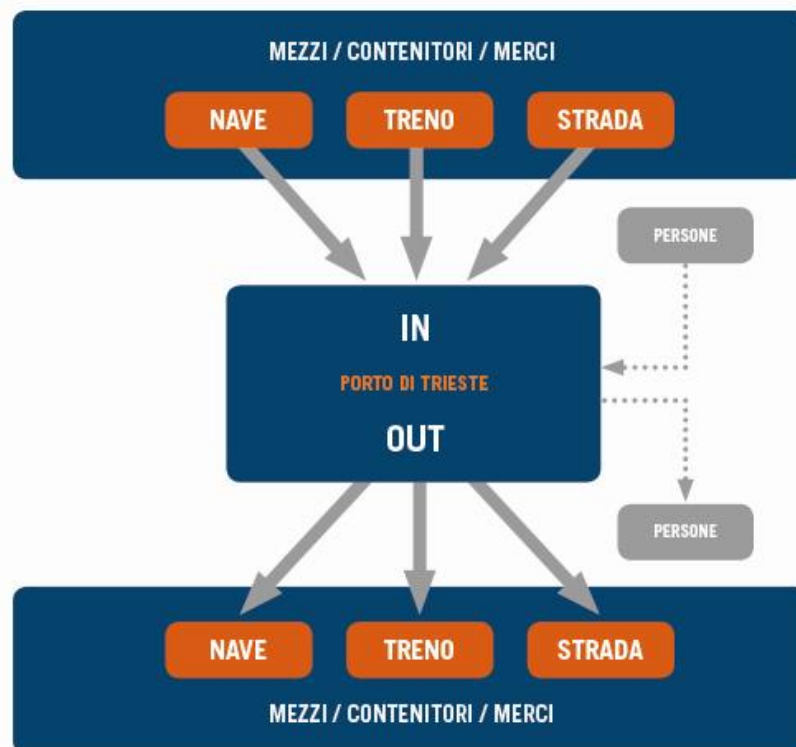 MEZZI / CONTENITORI / MERCI
NAVE
TRENO
STRADA
PERSONE
IN
PORTO DI TRIESTE
OUT
PERSONE
NAVE
TRENO
STRADA
MEZZI / CONTENITORI / MERCI